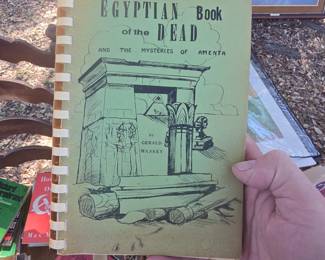 EGYPTIAN Book
of the DEAD
AND THE MYSTERIES OF AMENTA
By
GERALD
MASSEY